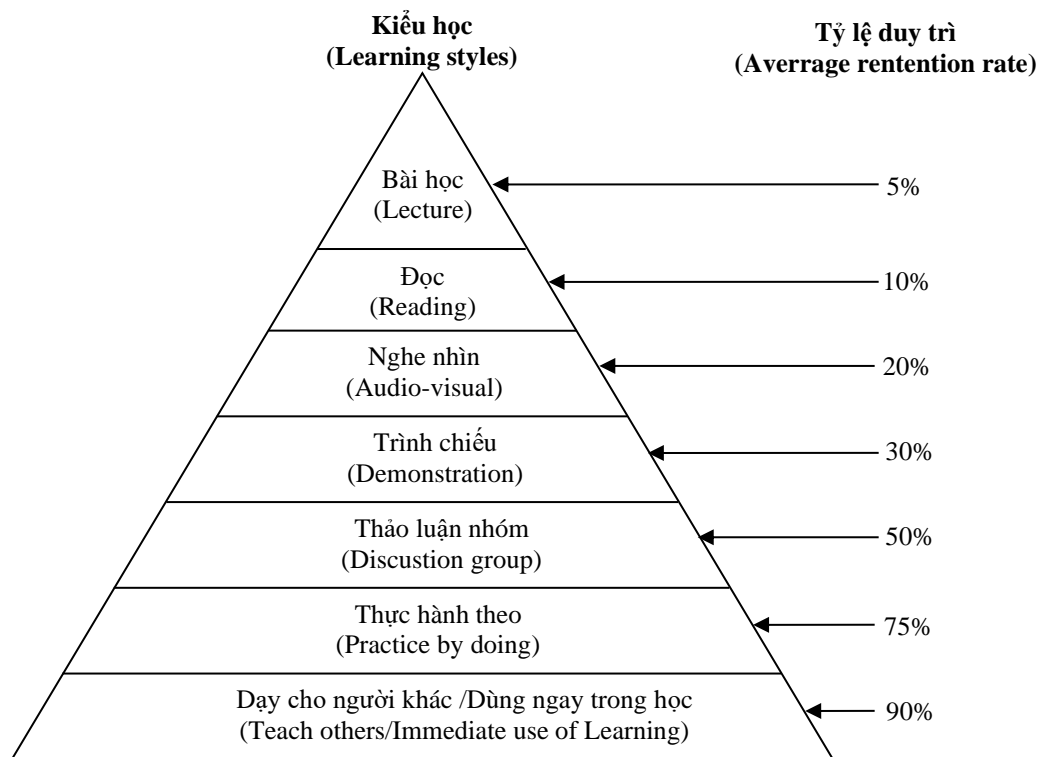 Kiểu học
(Learning styles)
Tỷ lệ duy trì
(Averrage rentention rate)
Bài học
(Lecture)
5%
Đọc
(Reading)
10%
Nghe nhìn
(Audio-visual)
20%
Trình chiếu
(Demonstration)
30%
Thảo luận nhóm
(Discustion group)
50%
Thực hành theo
(Practice by doing)
75%
Dạy cho người khác /Dùng ngay trong học
(Teach others/Immediate use of Learning)
90%